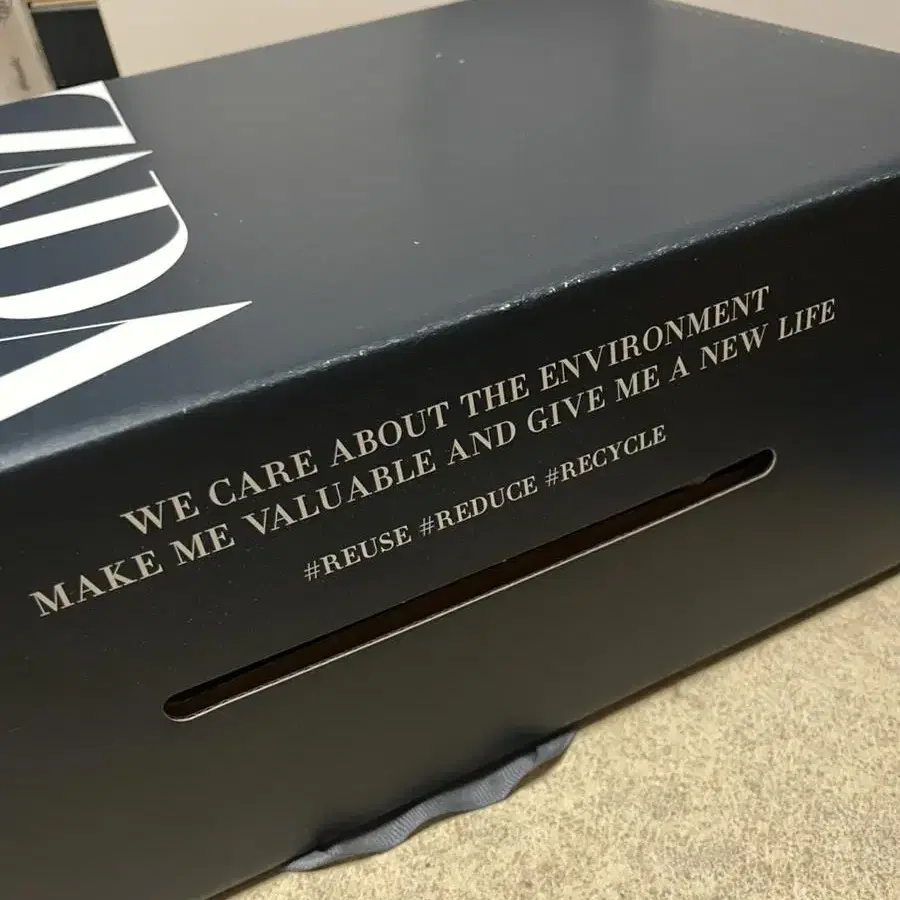 WE CARE ABOUT THE ENVIRONMENT
MAKE ME VALUABLE AND GIVE ME A NEW LIFE
#REUSE #REDUCE #RECYCLE